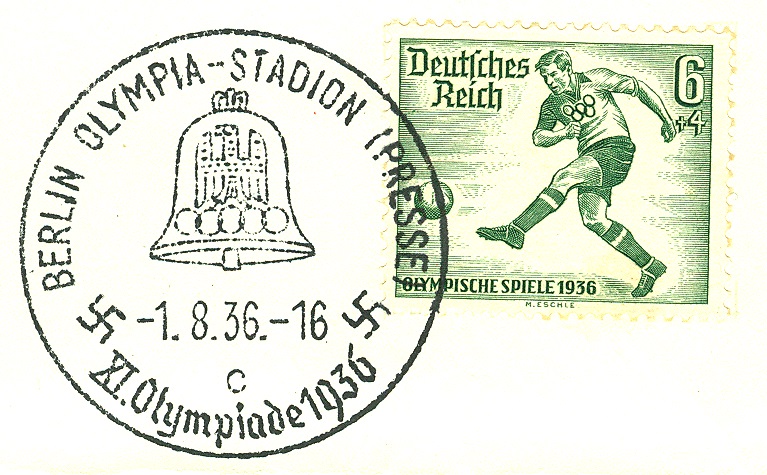 BERLIN OLYMPIA-STADION (PRESSE)
-1.8.36.-16
c
XI. Olympiade 1936
Deutsches
Reich
6
+4
OLYMPISCHE SPIELE 1936
M. ESCHLE